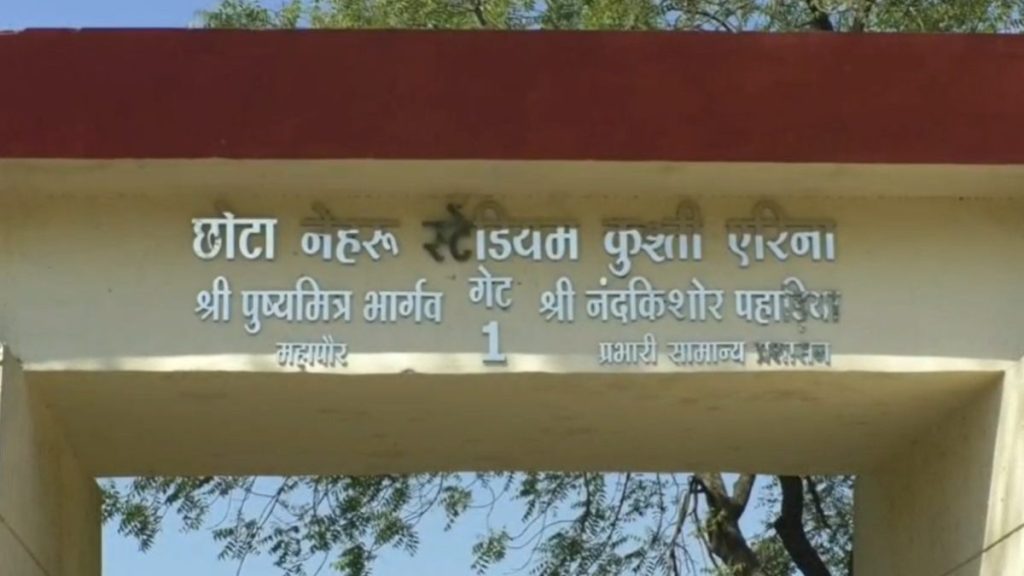 छोटा नेहरू स्टेडियम कुश्ती एरिना
श्री पुष्यमित्र भार्गव
महापौर
गेट
1
श्री नंदकिशोर पहाड़िया
प्रभारी सामान्य प्रशासन